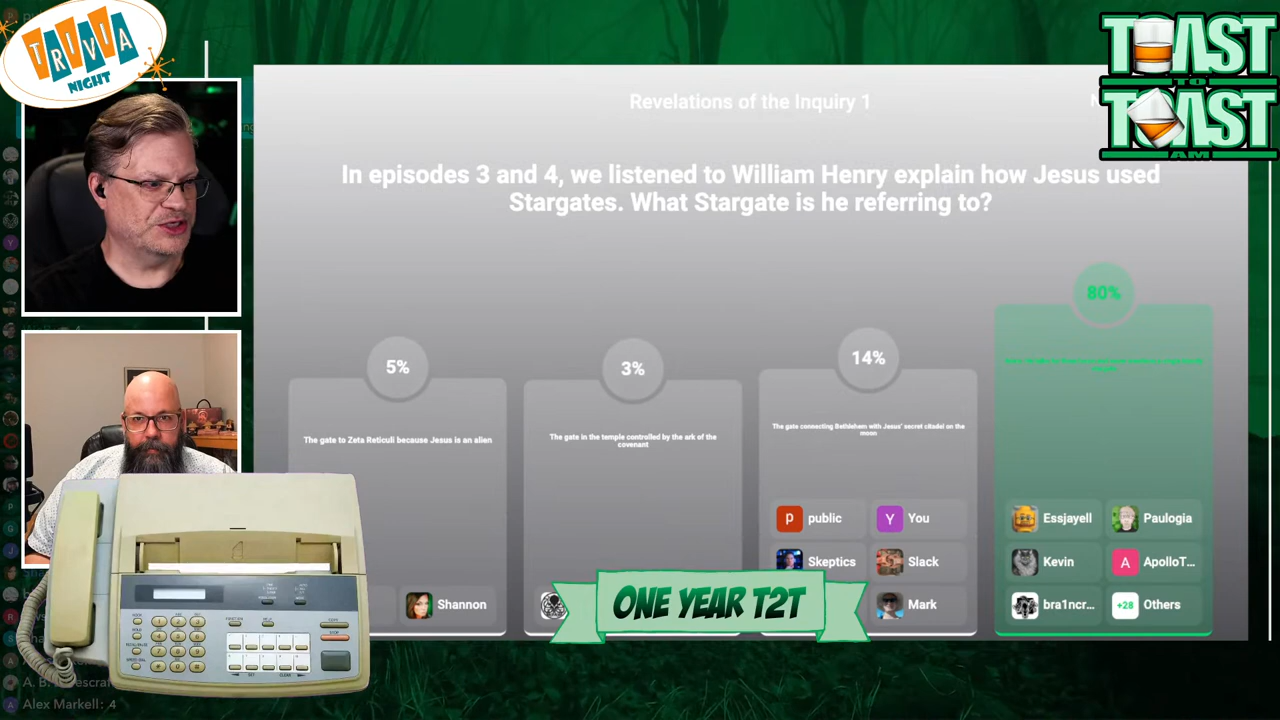 TRIVIA
NIGHT
TOAST
TO
TOAST
AM
Revelations of the Inquiry 1
In episodes 3 and 4, we listened to William Henry explain how Jesus used
Stargates. What Stargate is he referring to?
5%
3%
14%
80%
The gate to Zeta Reticuli because Jesus is an alien
The gate in the temple controlled by the ark of the
covenant
The gate connecting Bethlehem with Jesus' secret citadel on the
moon
Shannon
p public
Y You
Skeptics
Slack
Mark
Essjayell
Paulogia
Kevin
A ApolloT...
bra1ncr...
+28 Others
ONE YEAR T2T
Alex Markell: 4